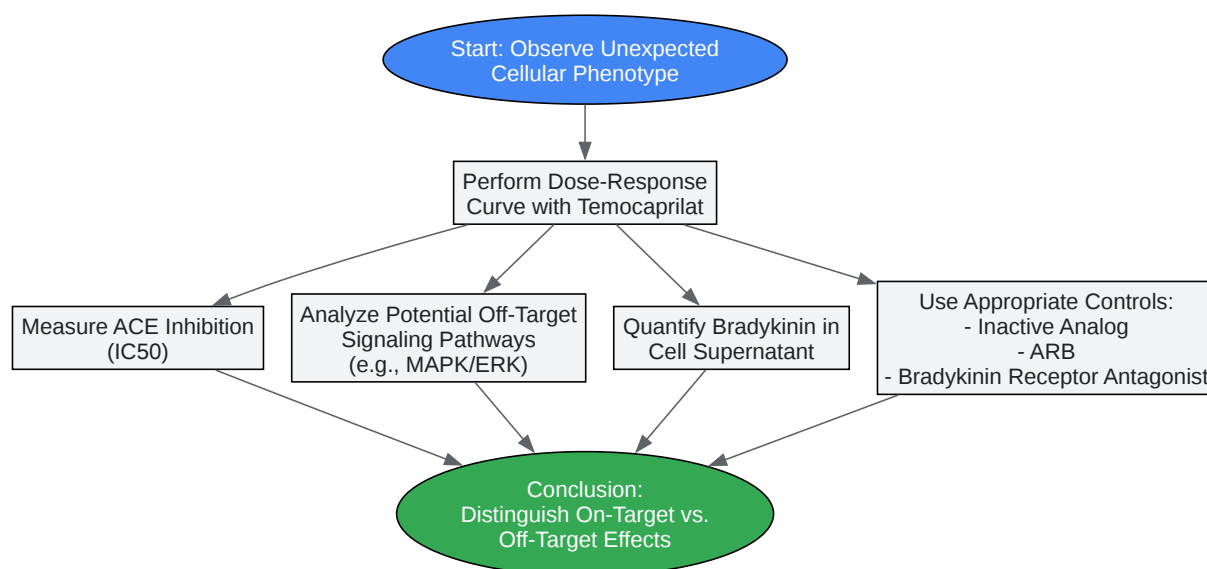 Start: Observe Unexpected
Cellular Phenotype
Perform Dose-Response
Curve with Temocaprilat
Measure ACE Inhibition
(IC50)
Analyze Potential Off-Target
Signaling Pathways
(e.g., MAPK/ERK)
Quantify Bradykinin in
Cell Supernatant
Use Appropriate Controls:
- Inactive Analog
- ARB
- Bradykinin Receptor Antagonist
Conclusion:
Distinguish On-Target vs.
Off-Target Effects